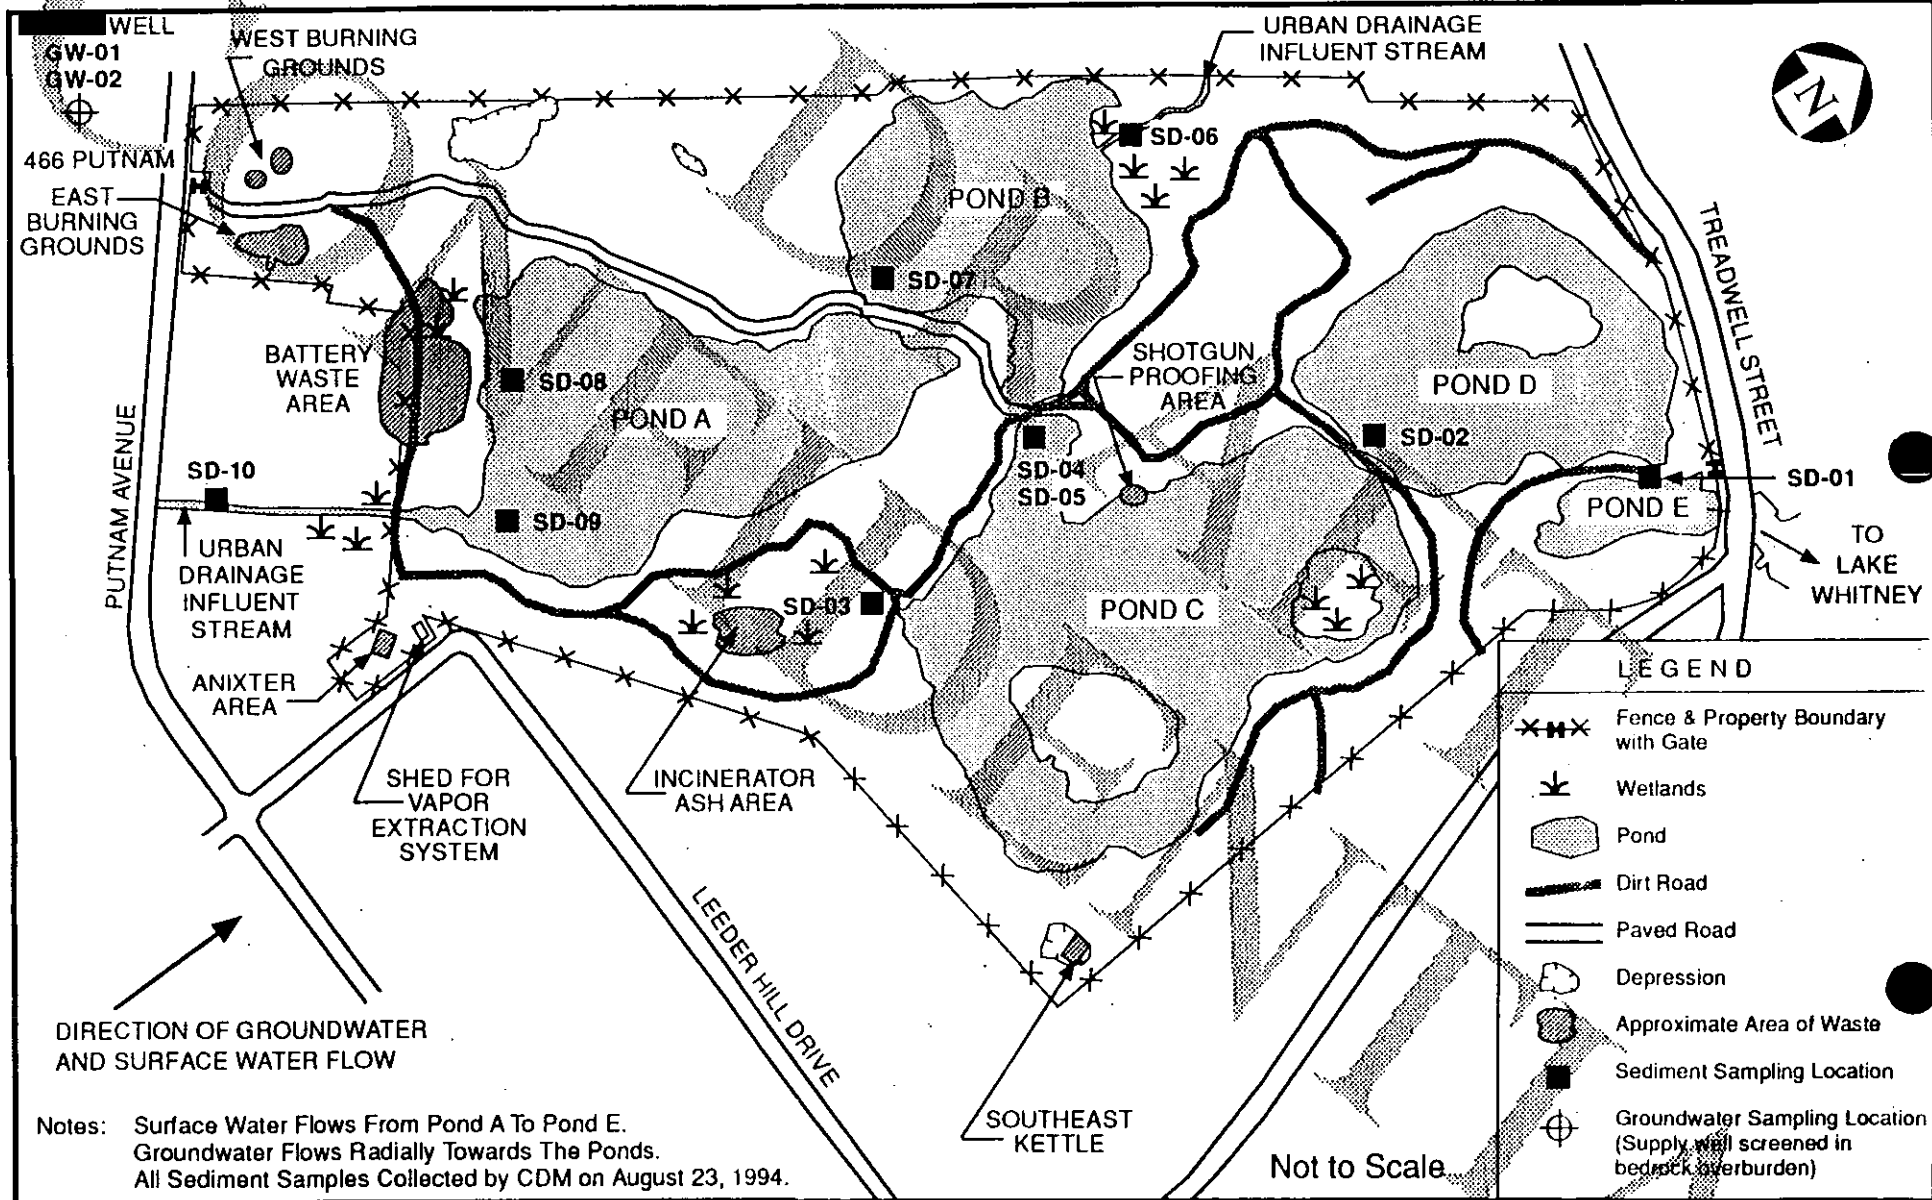 WELL
GW-01
GW-02
466 PUTNAM
WEST BURNING
GROUNDS
EAST
BURNING
GROUNDS
URBAN DRAINAGE
INFLUENT STREAM
N
SD-06
POND B
SD-07
TREADWELL STREET
BATTERY
WASTE
AREA
SD-08
POND A
SHOTGUN
PROOFING
AREA
POND D
SD-02
SD-04
SD-05
SD-01
POND E
TO
LAKE
WHITNEY
PUTNAM AVENUE
SD-10
SD-09
URBAN
DRAINAGE
INFLUENT
STREAM
SD-03
POND C
ANIXTER
AREA
SHED FOR
VAPOR
EXTRACTION
SYSTEM
INCINERATOR
ASH AREA
LEEDER HILL DRIVE
SOUTHEAST
KETTLE
DIRECTION OF GROUNDWATER
AND SURFACE WATER FLOW
LEGEND
Fence & Property Boundary
with Gate
Wetlands
Pond
Dirt Road
Paved Road
Depression
Approximate Area of Waste
Sediment Sampling Location
Groundwater Sampling Location
(Supply well screened in
bedrock overburden)
Notes: Surface Water Flows From Pond A To Pond E.
Groundwater Flows Radially Towards The Ponds.
All Sediment Samples Collected by CDM on August 23, 1994.
Not to Scale